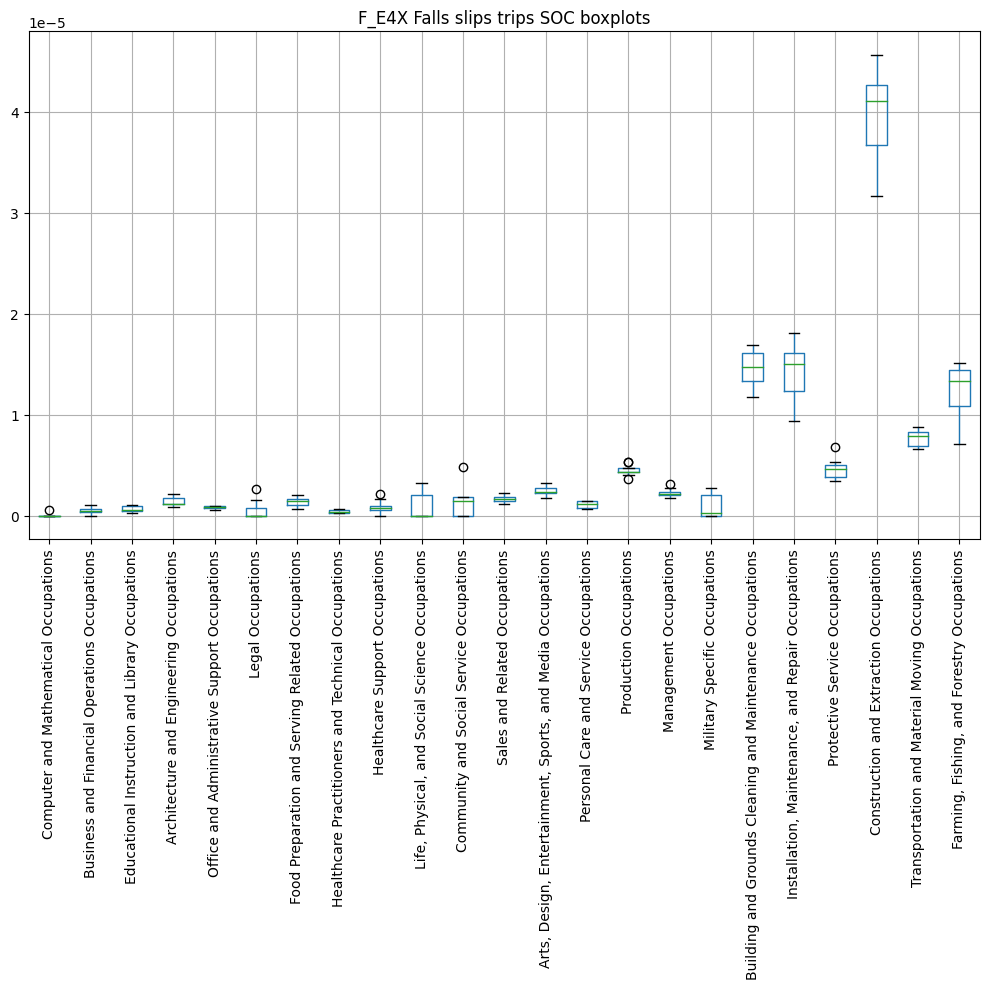 F_E4X Falls slips trips SOC boxplots
1e−5
4
3
2
1
0
Computer and Mathematical Occupations
Business and Financial Operations Occupations
Educational Instruction and Library Occupations
Architecture and Engineering Occupations
Office and Administrative Support Occupations
Legal Occupations
Food Preparation and Serving Related Occupations
Healthcare Practitioners and Technical Occupations
Healthcare Support Occupations
Life, Physical, and Social Science Occupations
Community and Social Service Occupations
Sales and Related Occupations
Arts, Design, Entertainment, Sports, and Media Occupations
Personal Care and Service Occupations
Production Occupations
Management Occupations
Military Specific Occupations
Building and Grounds Cleaning and Maintenance Occupations
Installation, Maintenance, and Repair Occupations
Protective Service Occupations
Construction and Extraction Occupations
Transportation and Material Moving Occupations
Farming, Fishing, and Forestry Occupations